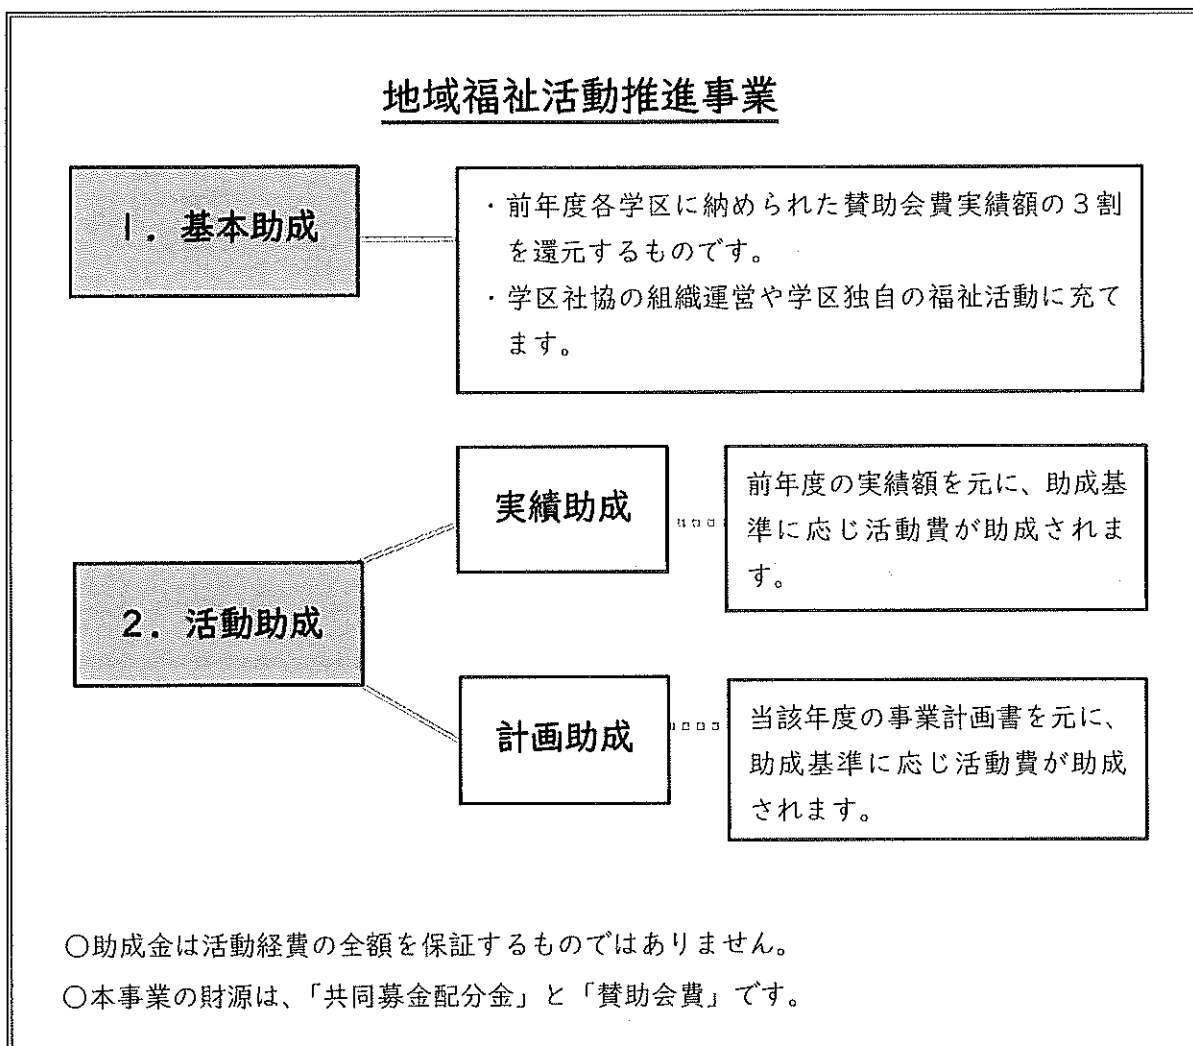 地域福祉活動推進事業
1．基本助成
・前年度各学区に納められた賛助会費実績額の３割
を還元するものです。
・学区社協の組織運営や学区独自の福祉活動に充て
ます。
実績助成
前年度の実績額を元に、助成基
準に応じ活動費が助成されま
す。
２．活動助成
計画助成
当該年度の事業計画書を元に、
助成基準に応じ活動費が助成
されます。
○助成金は活動経費の全額を保証するものではありません。
○本事業の財源は、「共同募金配分金」と「賛助会費」です。